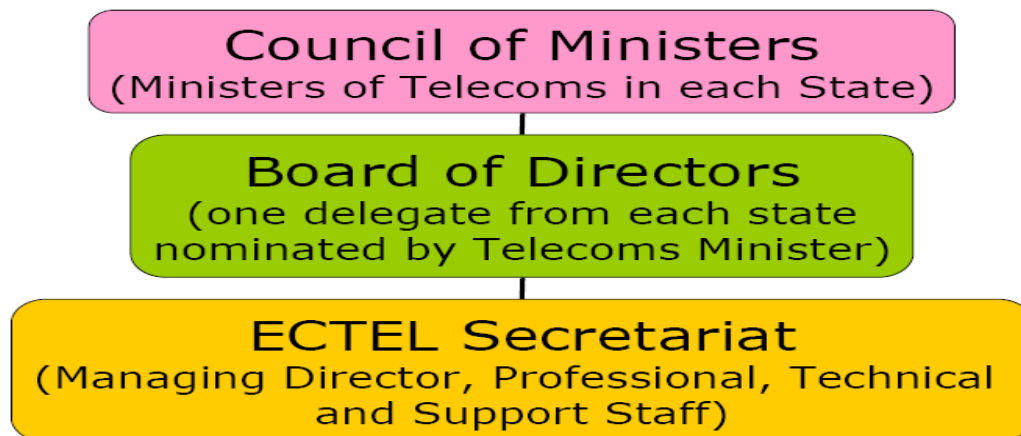 Council of Ministers
(Ministers of Telecoms in each State)
Board of Directors
(one delegate from each state
nominated by Telecoms Minister)
ECTEL Secretariat
(Managing Director, Professional, Technical
and Support Staff)